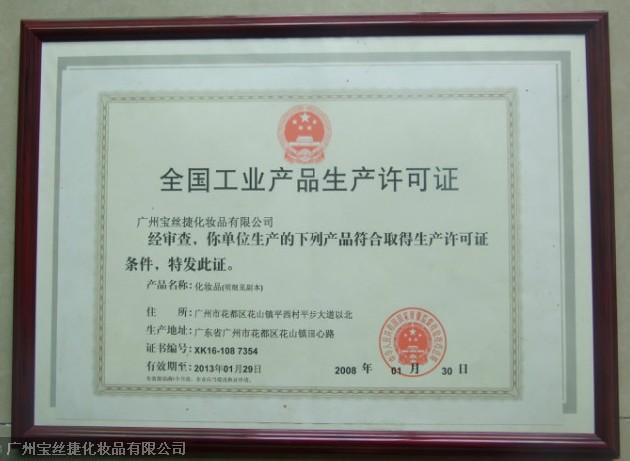 全国工业产品生产许可证
广州宝丝捷化妆品有限公司
经审查，你单位生产的下列产品符合取得生产许可证
条件，特发此证。
产品名称：化妆品(明细见副本)
住 所：广州市花都区花山镇平西村平步大道以北
生产地址：广东省广州市花都区花山镇田心路
证书编号：XK16-108 7354
有效期至：2013年01月29日
2008 年 01 月 30 日
广州宝丝捷化妆品有限公司